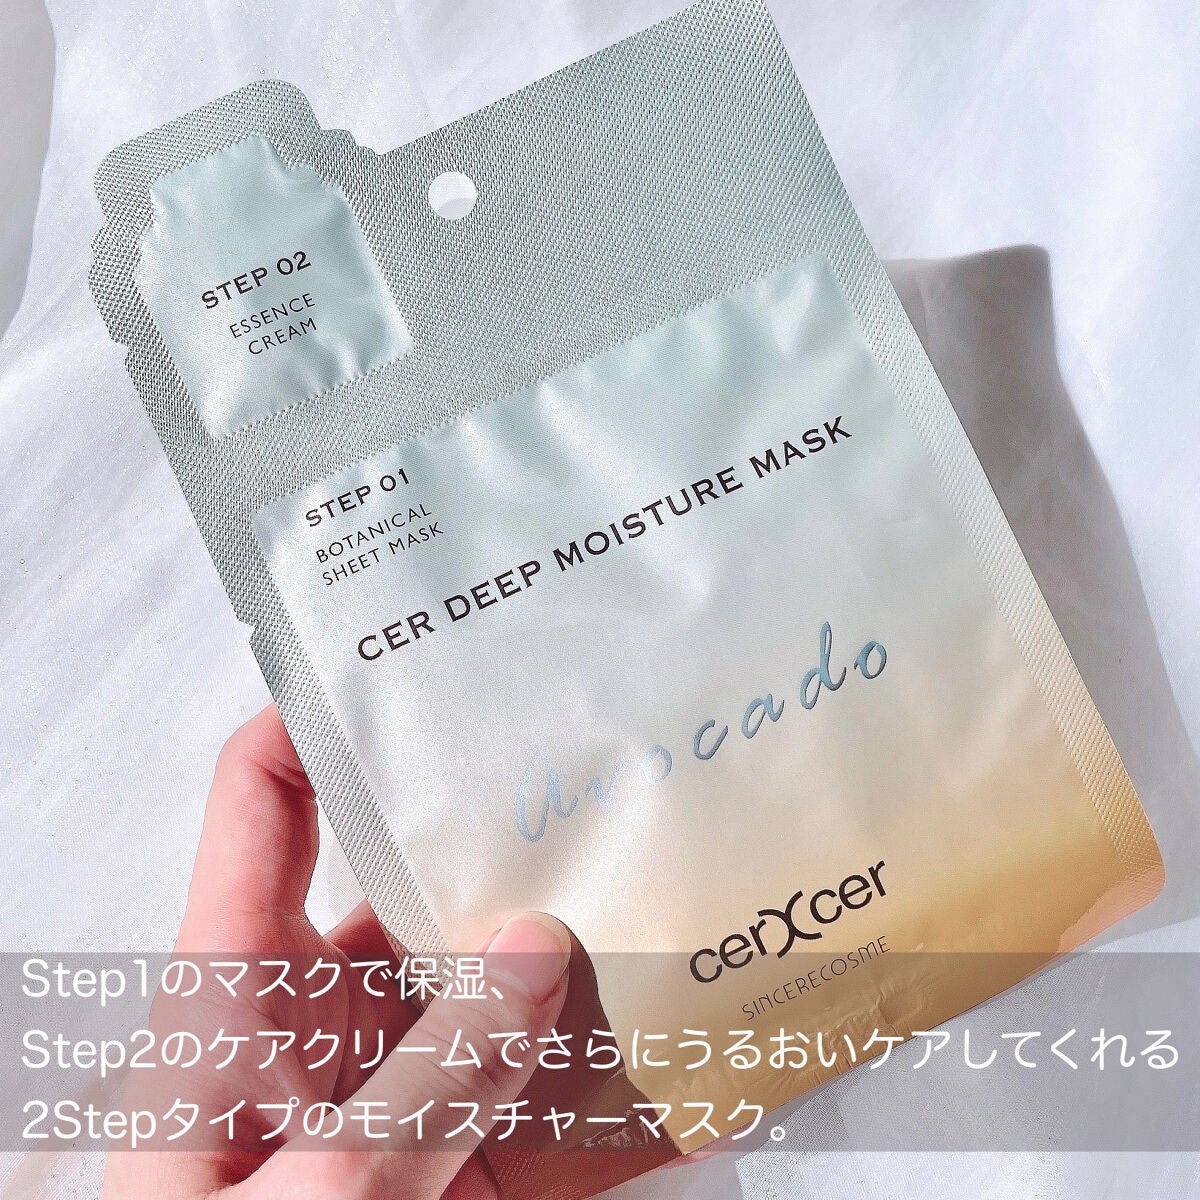 STEP 02
ESSENCE
CREAM
STEP 01
BOTANICAL
SHEET MASK
CER DEEP MOISTURE MASK
avocado
cerXcer
SINCERECOSME
Step1のマスクで保湿、
Step2のケアクリームでさらにうるおいケアしてくれる
2Stepタイプのモイスチャーマスク。